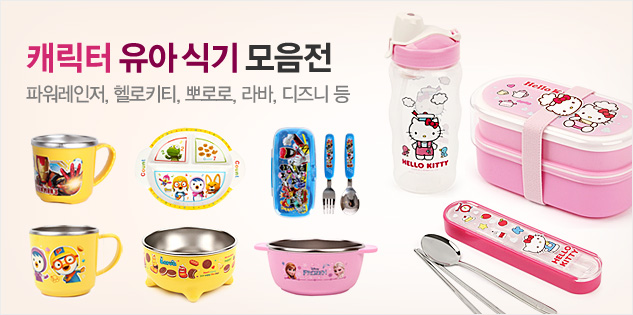 캐릭터 유아 식기 모음전
파워레인저, 헬로키티, 뽀로로, 라바, 디즈니 등
Hello Kitty
HELLO KITTY
HELLO KITTY
FROZEN